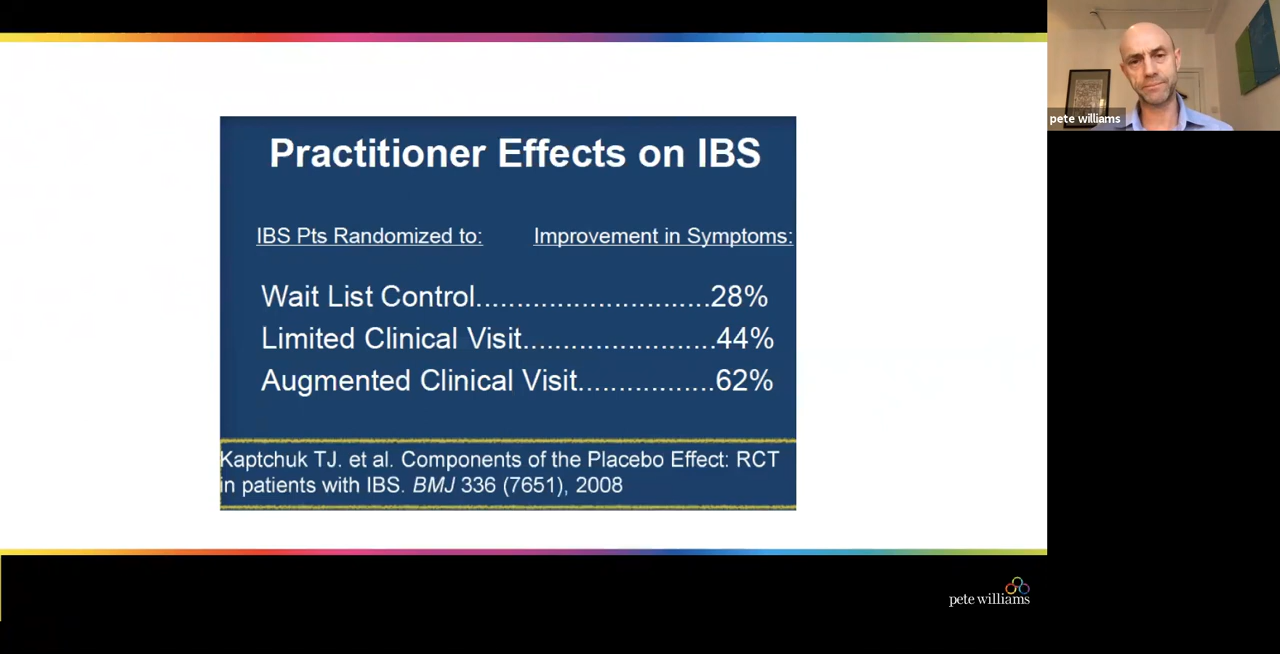 Practitioner Effects on IBS
IBS Pts Randomized to: Improvement in Symptoms:
Wait List Control.............................28%
Limited Clinical Visit........................44%
Augmented Clinical Visit.................62%
Kaptchuk TJ. et al. Components of the Placebo Effect: RCT
in patients with IBS. BMJ 336 (7651), 2008
pete williams
pete williams